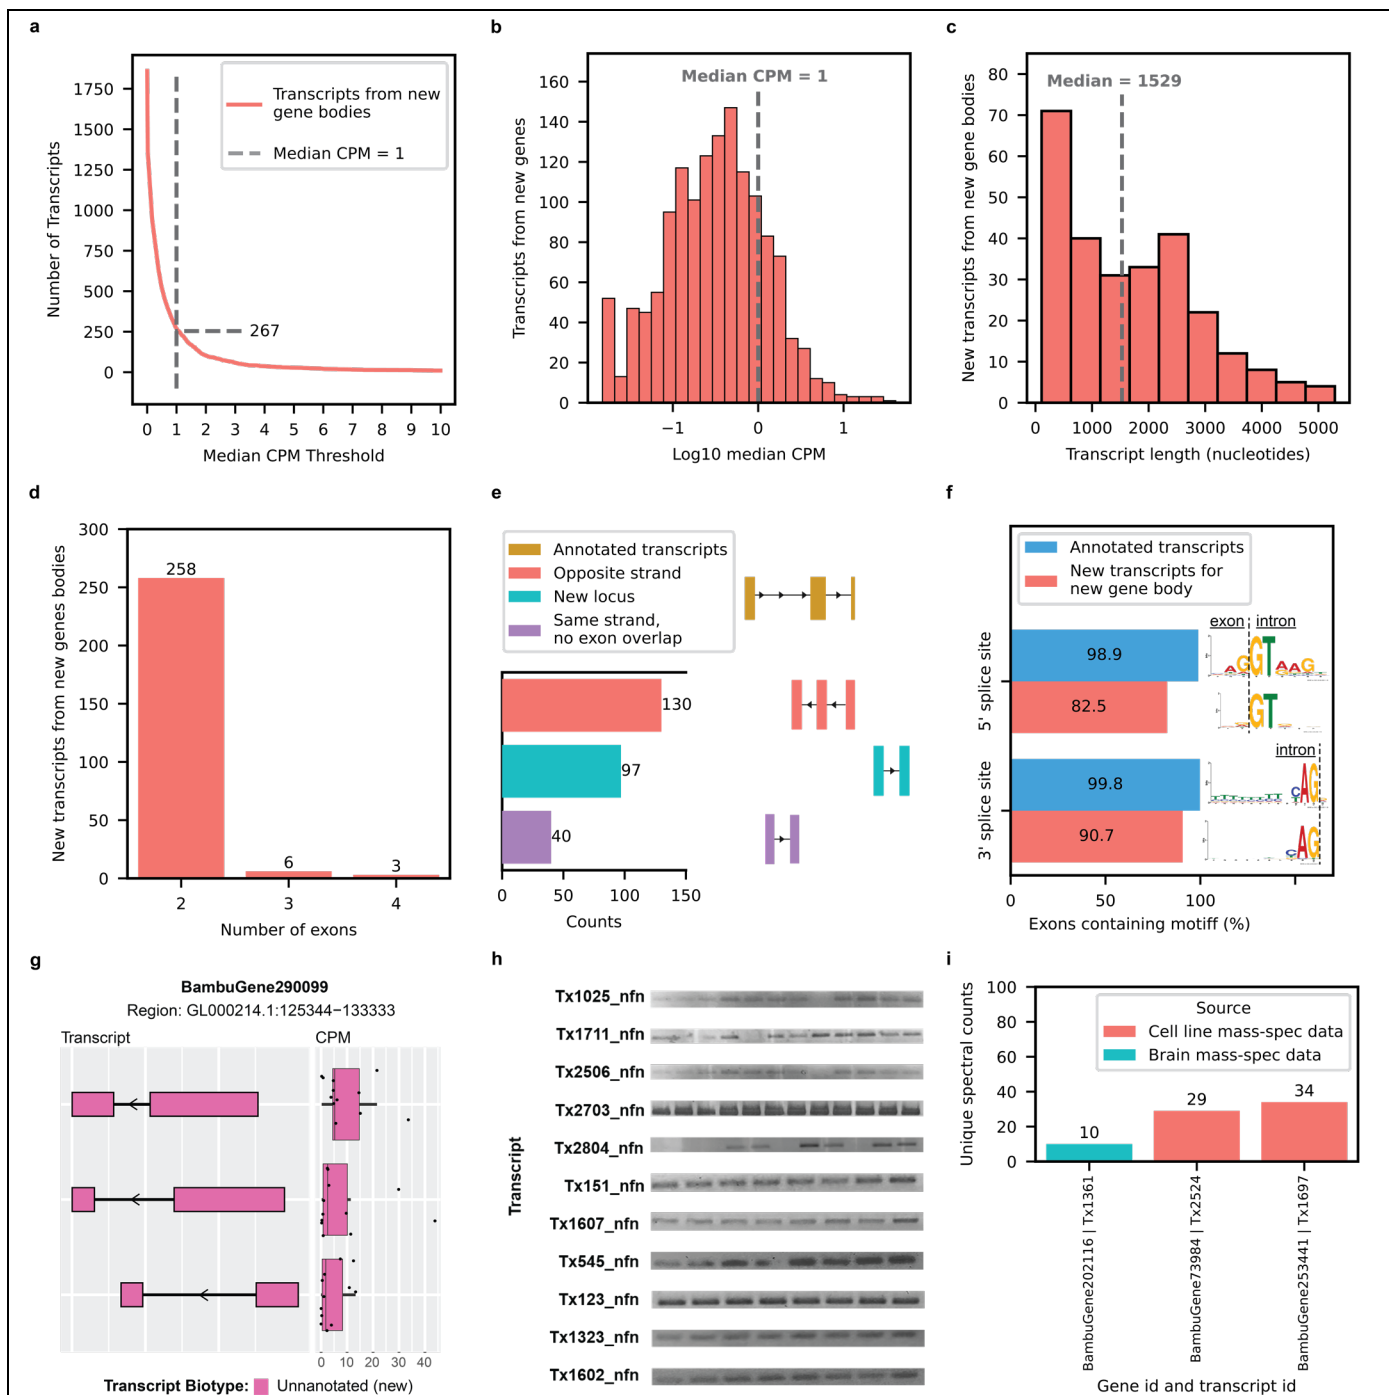 a
1750
1500
1250
1000
750
500
250
0
Number of Transcripts
Transcripts from new
gene bodies
Median CPM = 1
267
0 1 2 3 4 5 6 7 8 9 10
Median CPM Threshold
b
160
140
120
100
80
60
40
20
0
Transcripts from new genes
Median CPM = 1
−1 0 1
Log10 median CPM
c
80
70
60
50
40
30
20
10
0
New transcripts from new gene bodies
Median = 1529
0 1000 2000 3000 4000 5000
Transcript length (nucleotides)
d
300
250
200
150
100
50
0
New transcripts from new genes bodies
258
6
3
2 3 4
Number of exons
e
Annotated transcripts
Opposite strand
New locus
Same strand,
no exon overlap
130
97
40
0 50 100 150
Counts
f
Annotated transcripts
New transcripts for
new gene body
5' splice site
3' splice site
98.9
82.5
99.8
90.7
exon intron
AGGTAAG
GT
intron
CAG
CAG
0 50 100
Exons containing motiff (%)
g
BambuGene290099
Region: GL000214.1:125344−133333
Transcript CPM
0 10 20 30 40
Transcript Biotype: Unnanotated (new)
h
Transcript
Tx1025_nfn
Tx1711_nfn
Tx2506_nfn
Tx2703_nfn
Tx2804_nfn
Tx151_nfn
Tx1607_nfn
Tx545_nfn
Tx123_nfn
Tx1323_nfn
Tx1602_nfn
i
100
80
60
40
20
0
Unique spectral counts
Source
Cell line mass-spec data
Brain mass-spec data
10
29
34
BambuGene202116 | Tx1361
BambuGene73984 | Tx2524
BambuGene253441 | Tx1697
Gene id and transcript id